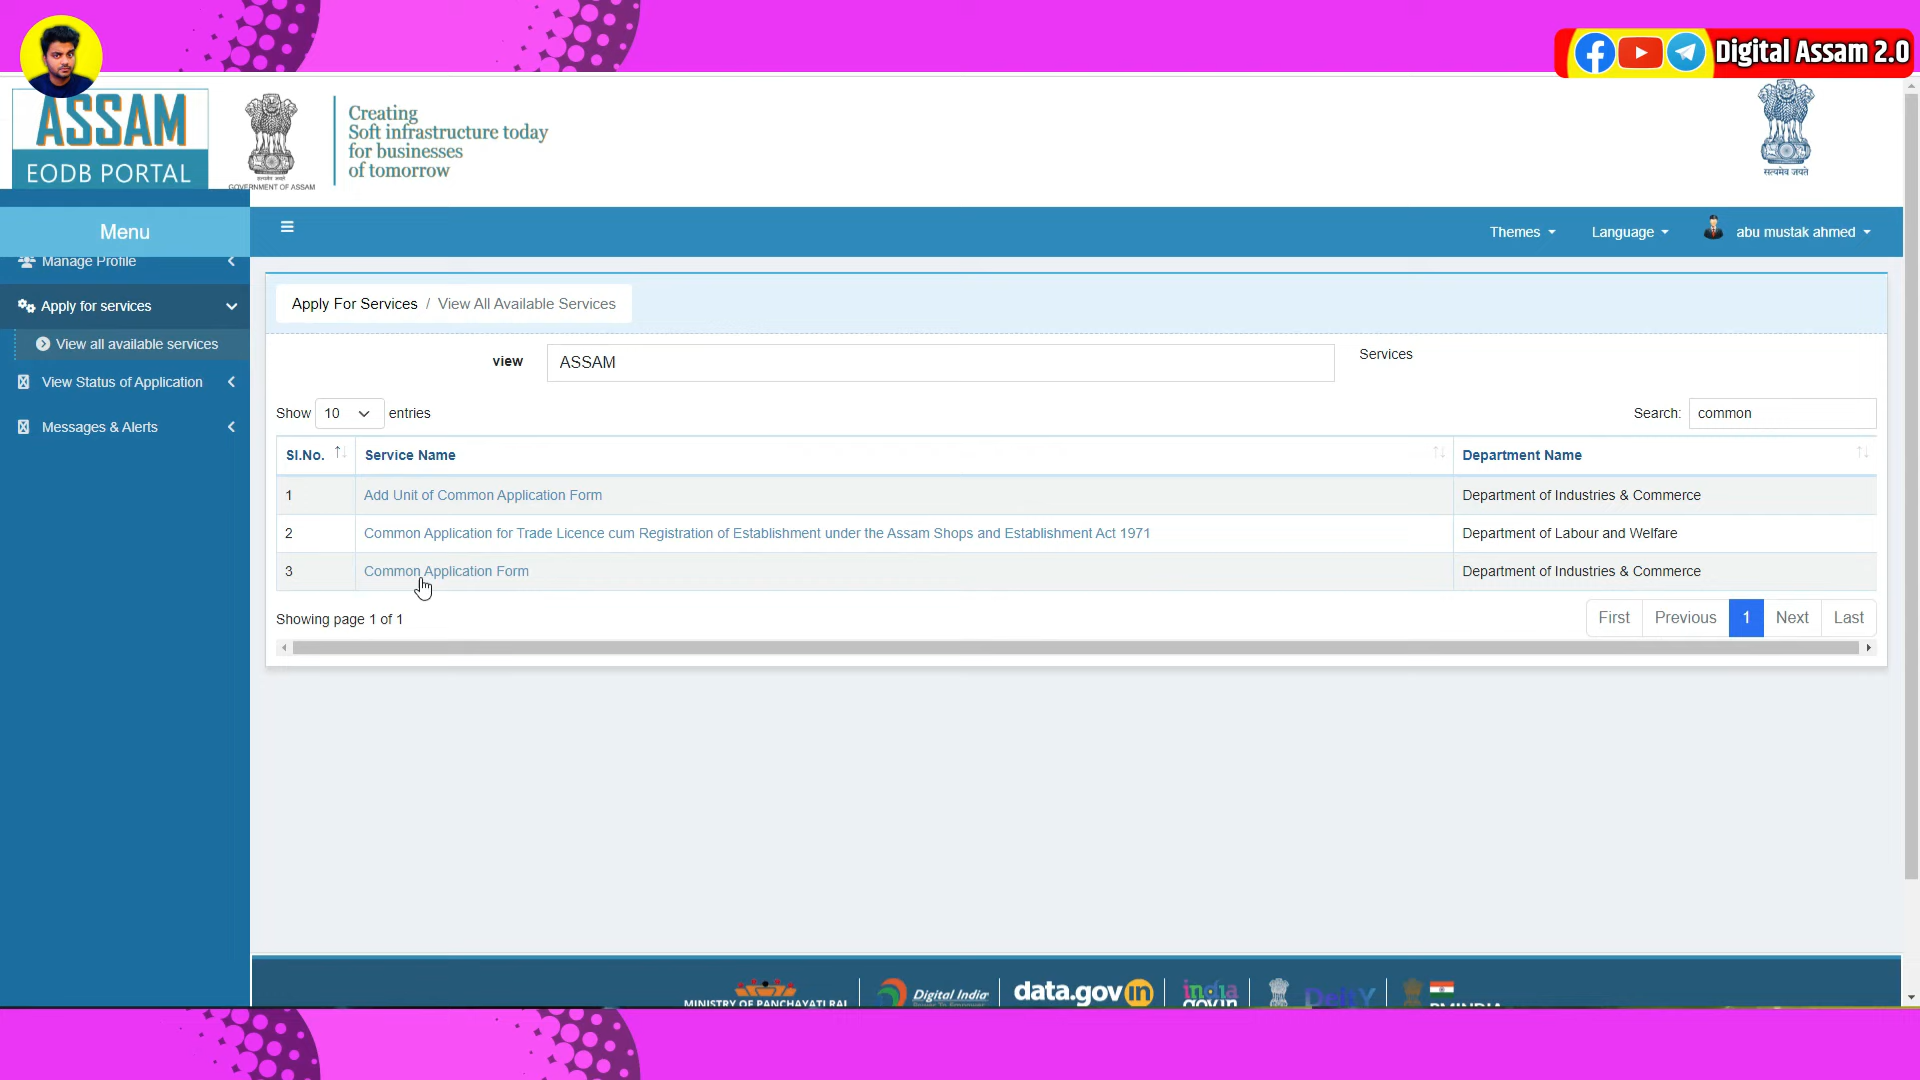 Digital Assam 2.0
ASSAM
EODB PORTAL
GOVERNMENT OF ASSAM
Creating
Soft infrastructure today
for businesses
of tomorrow
सत्यमेव जयते
Menu
Themes
Language
abu mustak ahmed
Manage Profile
Apply for services
View all available services
View Status of Application
Messages & Alerts
Apply For Services / View All Available Services
view
ASSAM
Services
Show 10 entries
Search: common
Sl.No. Service Name Department Name
1 Add Unit of Common Application Form Department of Industries & Commerce
2 Common Application for Trade Licence cum Registration of Establishment under the Assam Shops and Establishment Act 1971 Department of Labour and Welfare
3 Common Application Form Department of Industries & Commerce
Showing page 1 of 1
First Previous 1 Next Last
MINISTRY OF PANCHAYATI RAJ
Digital India
data.gov in
india
gov.in
DeitY
PMINDIA